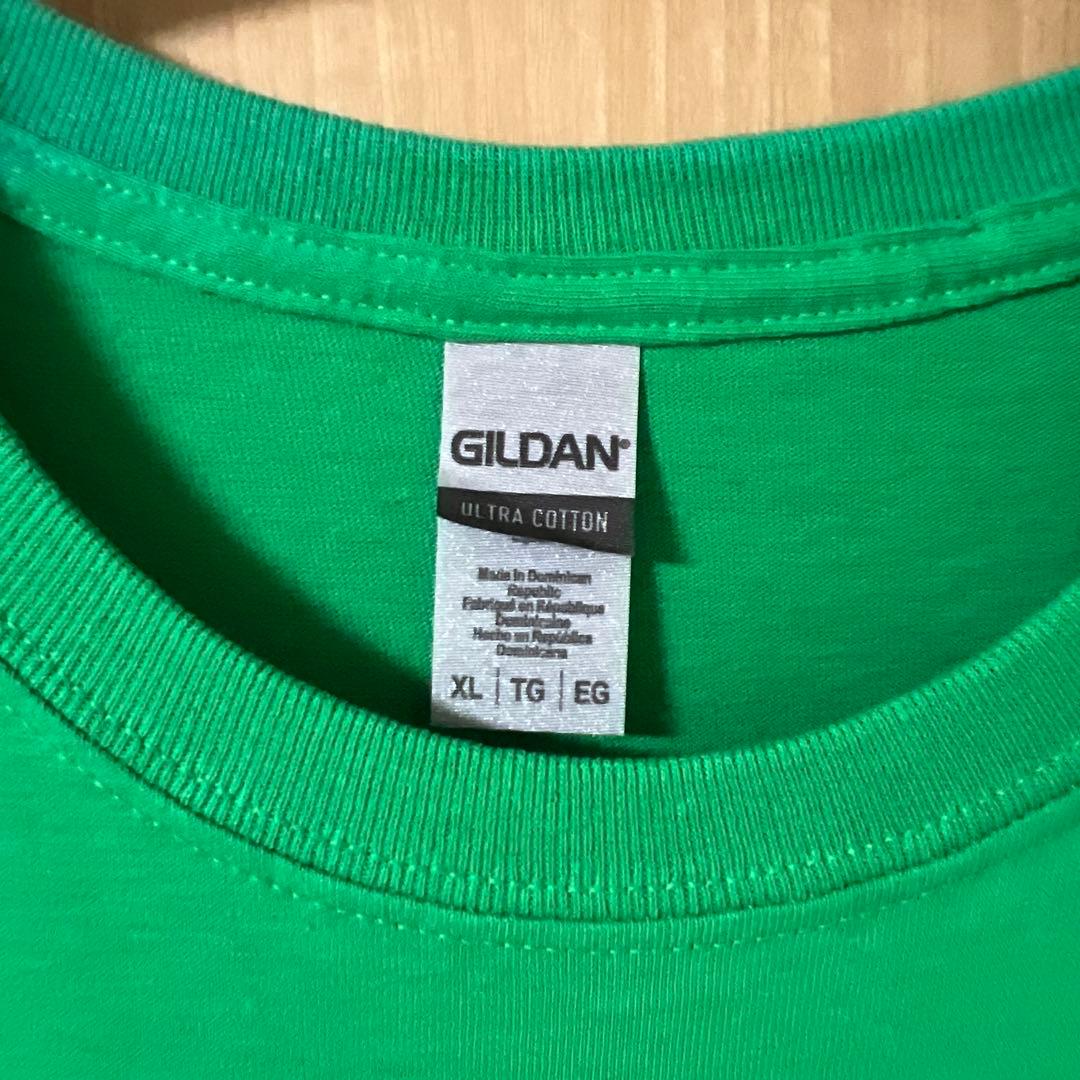 GILDAN®
ULTRA COTTON
Made in Dominican
Republic
Fabriqué en République
Dominicaine
Hecho en República
Dominicana
XL | TG | EG